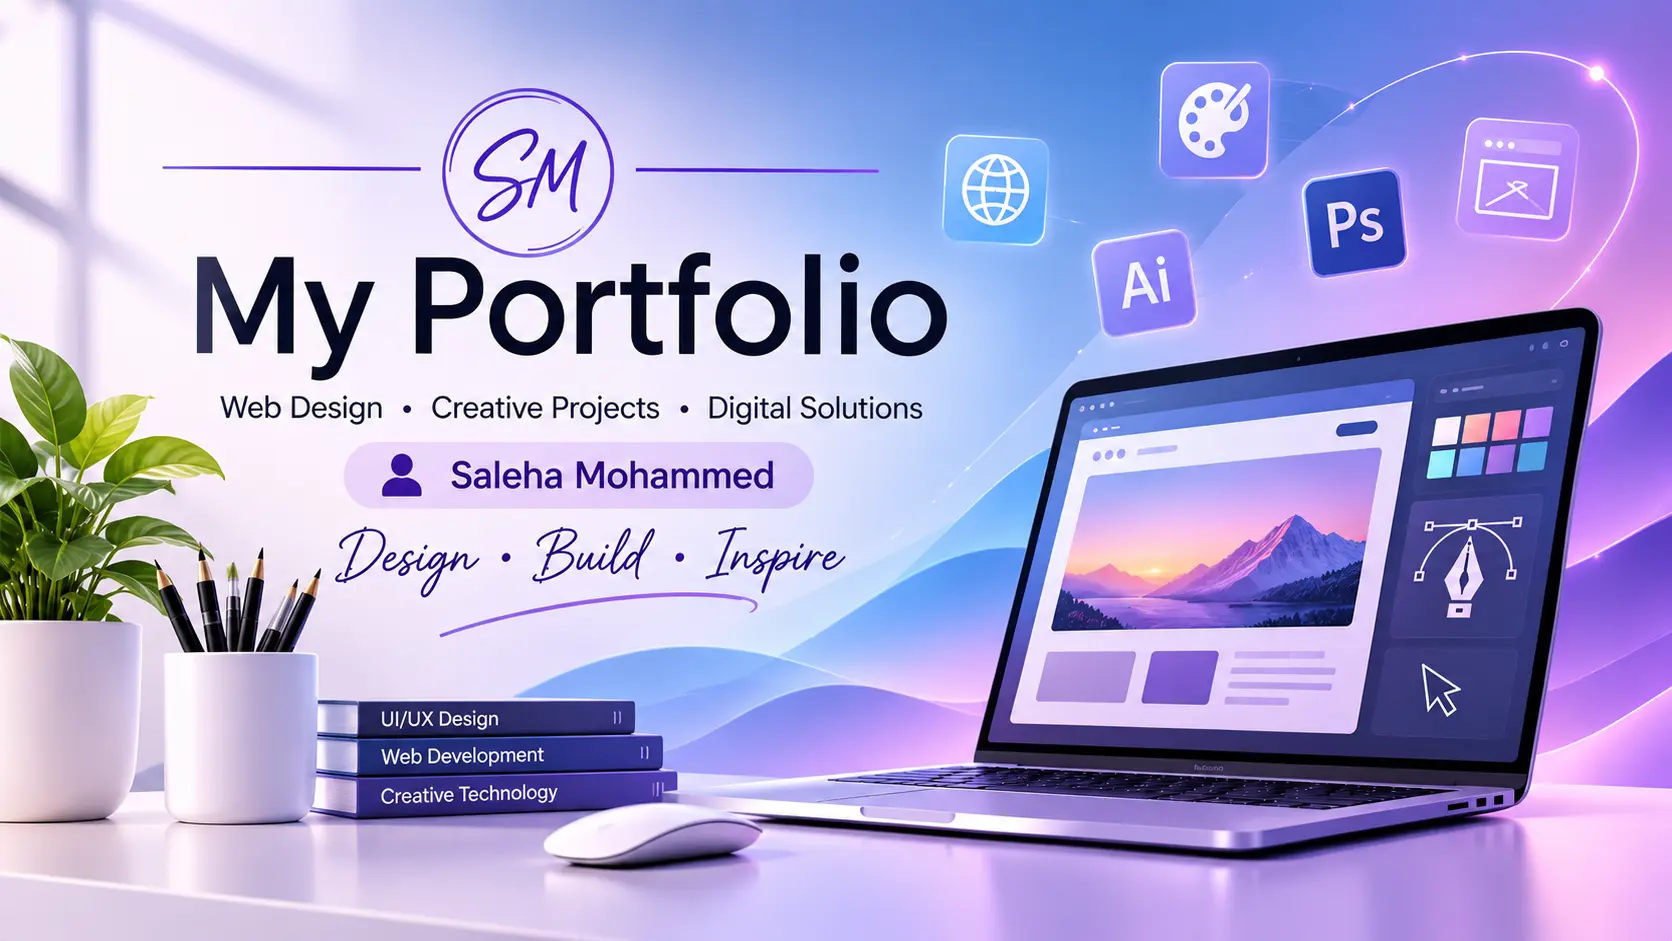 SM
My Portfolio
Web Design • Creative Projects • Digital Solutions
Saleha Mohammed
Design • Build • Inspire
Ai
Ps
UI/UX Design
Web Development
Creative Technology